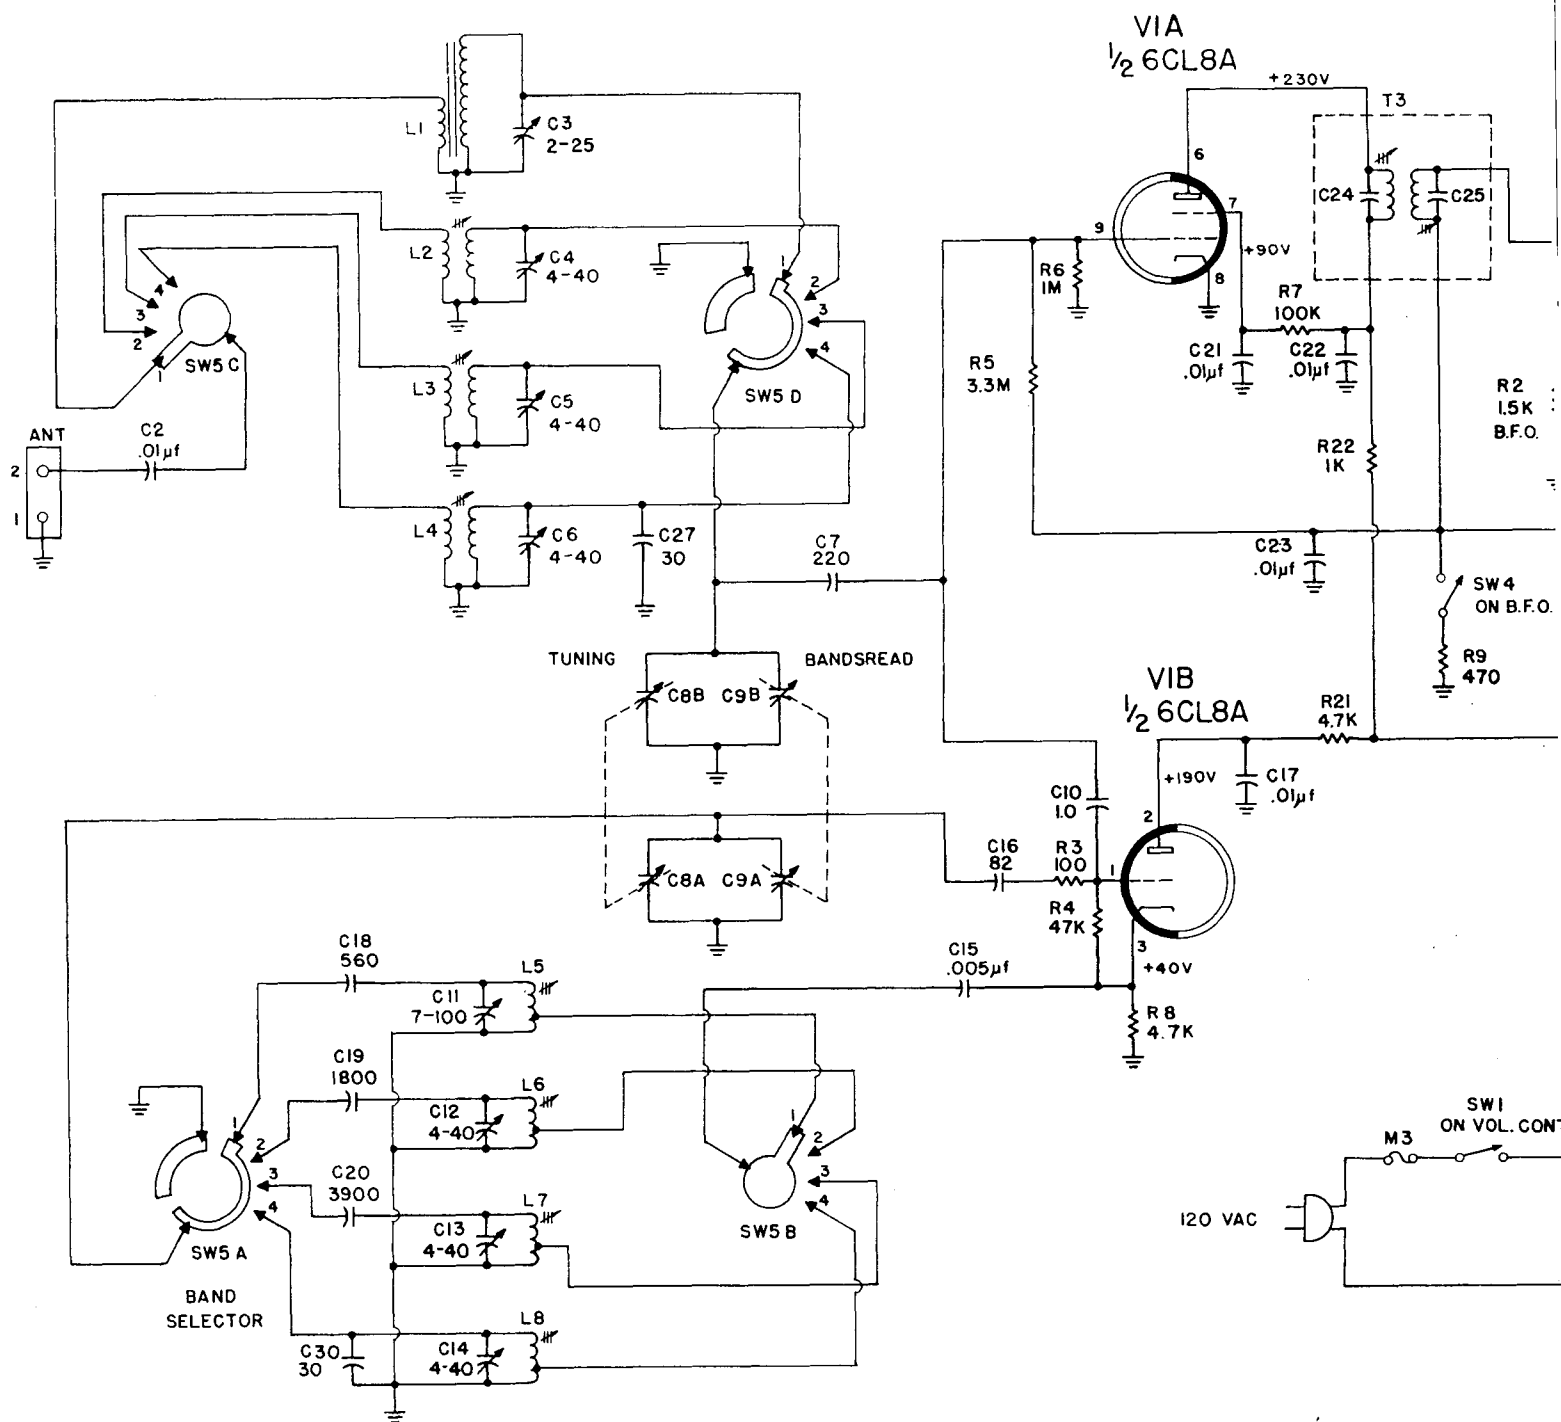 V1A
1/2 6CL8A
+230V
T3
L1
C3
2-25
6
7
9
8
C24
C25
+90V
L2
C4
4-40
1
2
3
4
SW5 D
R6
1M
R7
100K
C21
.01µf
C22
.01µf
4
3
2
1
SW5 C
L3
C5
4-40
R5
3.3M
R2
1.5K
B.F.O.
ANT
2
1
C2
.01µf
R22
1K
L4
C6
4-40
C27
30
C7
220
C23
.01µf
SW4
ON B.F.O.
R9
470
TUNING
BANDSREAD
C8B
C9B
V1B
1/2 6CL8A
R21
4.7K
+190V
C17
.01µf
C10
1.0
2
C16
82
R3
100
1
C8A
C9A
R4
47K
3
+40V
C18
560
C15
.005µf
L5
C11
7-100
R8
4.7K
C19
1800
L6
C12
4-40
1
2
3
4
SW5 A
BAND
SELECTOR
C20
3900
L7
C13
4-40
1
2
3
4
SW5 B
SW1
ON VOL. CONT
M3
120 VAC
L8
C30
30
C14
4-40